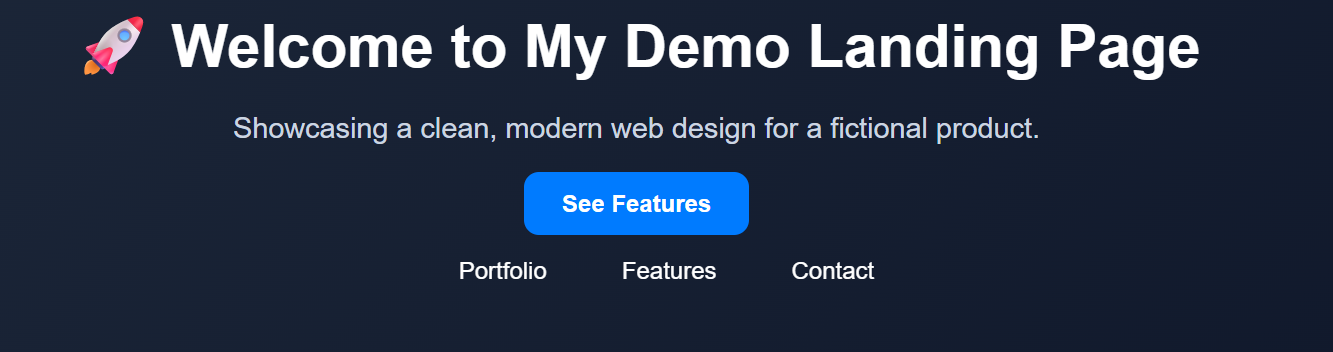 🚀 Welcome to My Demo Landing Page
Showcasing a clean, modern web design for a fictional product.
See Features
Portfolio Features Contact